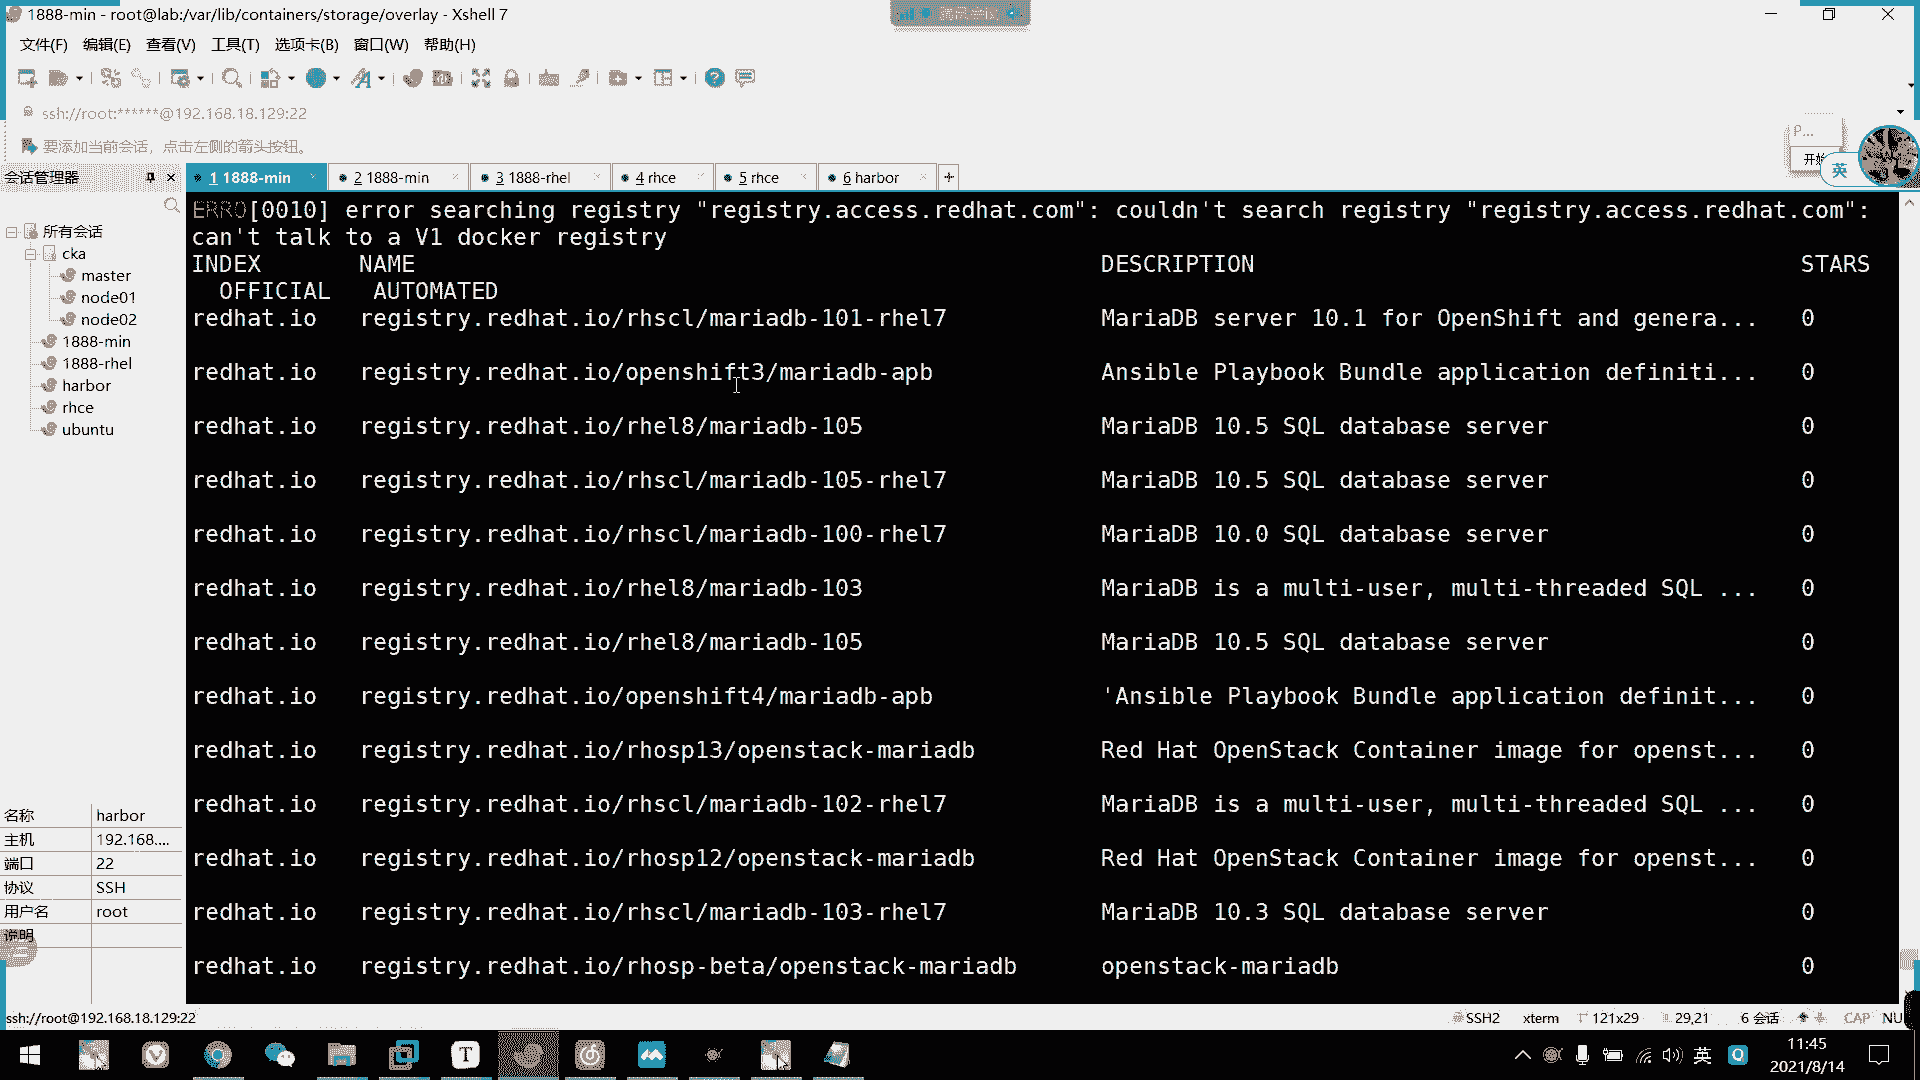 1888-min - root@lab:/var/lib/containers/storage/overlay - Xshell 7
文件(F) 编辑(E) 查看(V) 工具(T) 选项卡(B) 窗口(W) 帮助(H)
ssh://root:******@192.168.18.129:22
要添加当前会话，点击左侧的箭头按钮。
P...
开始
英
会话管理器
1 1888-min
2 1888-min
3 1888-rhel
4 rhce
5 rhce
6 harbor
所有会话
cka
master
node01
node02
1888-min
1888-rhel
harbor
rhce
ubuntu
名称 harbor
主机 192.168....
端口 22
协议 SSH
用户名 root
说明
ERRO[0010] error searching registry "registry.access.redhat.com": couldn't search registry "registry.access.redhat.com":
can't talk to a V1 docker registry
INDEX NAME DESCRIPTION STARS
OFFICIAL AUTOMATED
redhat.io registry.redhat.io/rhscl/mariadb-101-rhel7 MariaDB server 10.1 for OpenShift and genera... 0
redhat.io registry.redhat.io/openshift3/mariadb-apb Ansible Playbook Bundle application definiti... 0
redhat.io registry.redhat.io/rhel8/mariadb-105 MariaDB 10.5 SQL database server 0
redhat.io registry.redhat.io/rhscl/mariadb-105-rhel7 MariaDB 10.5 SQL database server 0
redhat.io registry.redhat.io/rhscl/mariadb-100-rhel7 MariaDB 10.0 SQL database server 0
redhat.io registry.redhat.io/rhel8/mariadb-103 MariaDB is a multi-user, multi-threaded SQL ... 0
redhat.io registry.redhat.io/rhel8/mariadb-105 MariaDB 10.5 SQL database server 0
redhat.io registry.redhat.io/openshift4/mariadb-apb 'Ansible Playbook Bundle application definit... 0
redhat.io registry.redhat.io/rhosp13/openstack-mariadb Red Hat OpenStack Container image for openst... 0
redhat.io registry.redhat.io/rhscl/mariadb-102-rhel7 MariaDB is a multi-user, multi-threaded SQL ... 0
redhat.io registry.redhat.io/rhosp12/openstack-mariadb Red Hat OpenStack Container image for openst... 0
redhat.io registry.redhat.io/rhscl/mariadb-103-rhel7 MariaDB 10.3 SQL database server 0
redhat.io registry.redhat.io/rhosp-beta/openstack-mariadb openstack-mariadb 0
ssh://root@192.168.18.129:22 SSH2 xterm 121x29 29,21 6 会话 CAP NU
英
11:45
2021/8/14